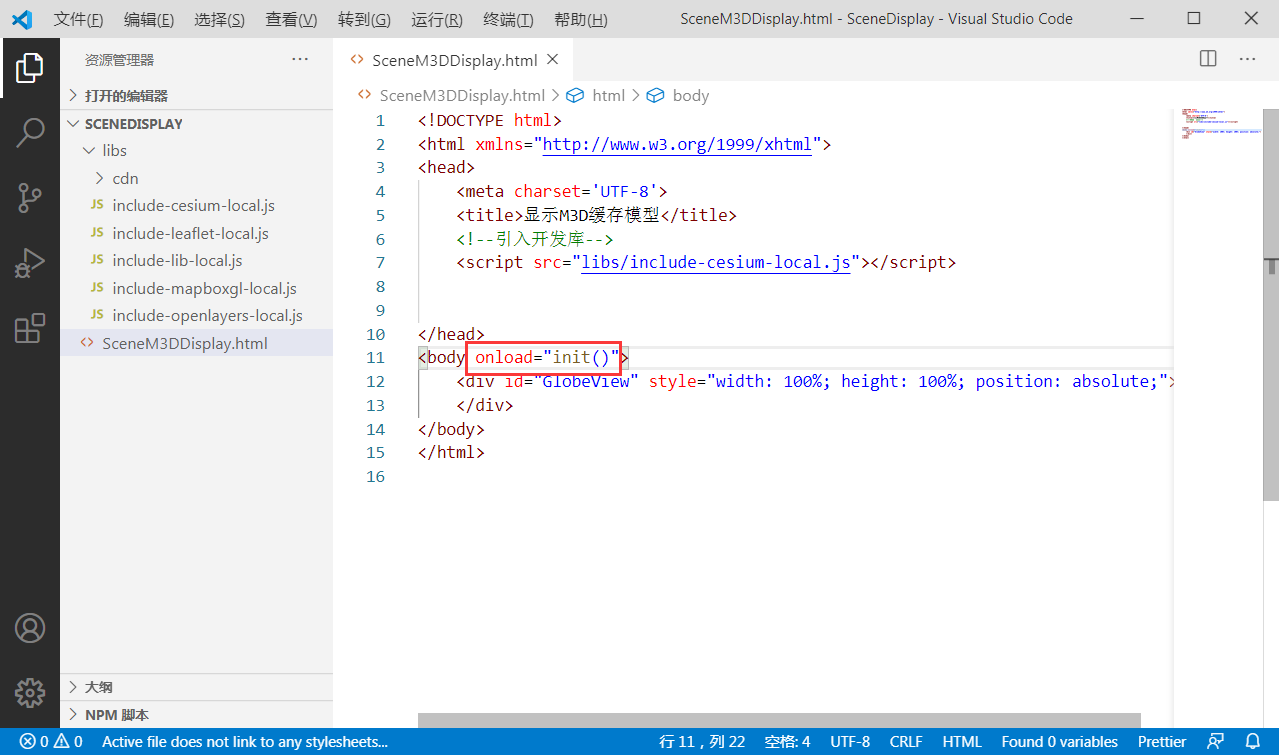 文件(F) 编辑(E) 选择(S) 查看(V) 转到(G) 运行(R) 终端(T) 帮助(H) SceneM3DDisplay.html - SceneDisplay - Visual Studio Code
资源管理器 ···
打开的编辑器
SCENEDISPLAY
libs
cdn
JS include-cesium-local.js
JS include-leaflet-local.js
JS include-lib-local.js
JS include-mapboxgl-local.js
JS include-openlayers-local.js
<> SceneM3DDisplay.html
大纲
NPM 脚本
<> SceneM3DDisplay.html ×
<> SceneM3DDisplay.html > html > body
1 <!DOCTYPE html>
2 <html xmlns="http://www.w3.org/1999/xhtml">
3 <head>
4 <meta charset='UTF-8'>
5 <title>显示M3D缓存模型</title>
6 <!--引入开发库-->
7 <script src="libs/include-cesium-local.js"></script>
8
9
10 </head>
11 <body onload="init()">
12 <div id="GlobeView" style="width: 100%; height: 100%; position: absolute;">
13 </div>
14 </body>
15 </html>
16
0 0 Active file does not link to any stylesheets... 行 11，列 22 空格: 4 UTF-8 CRLF HTML Found 0 variables Prettier